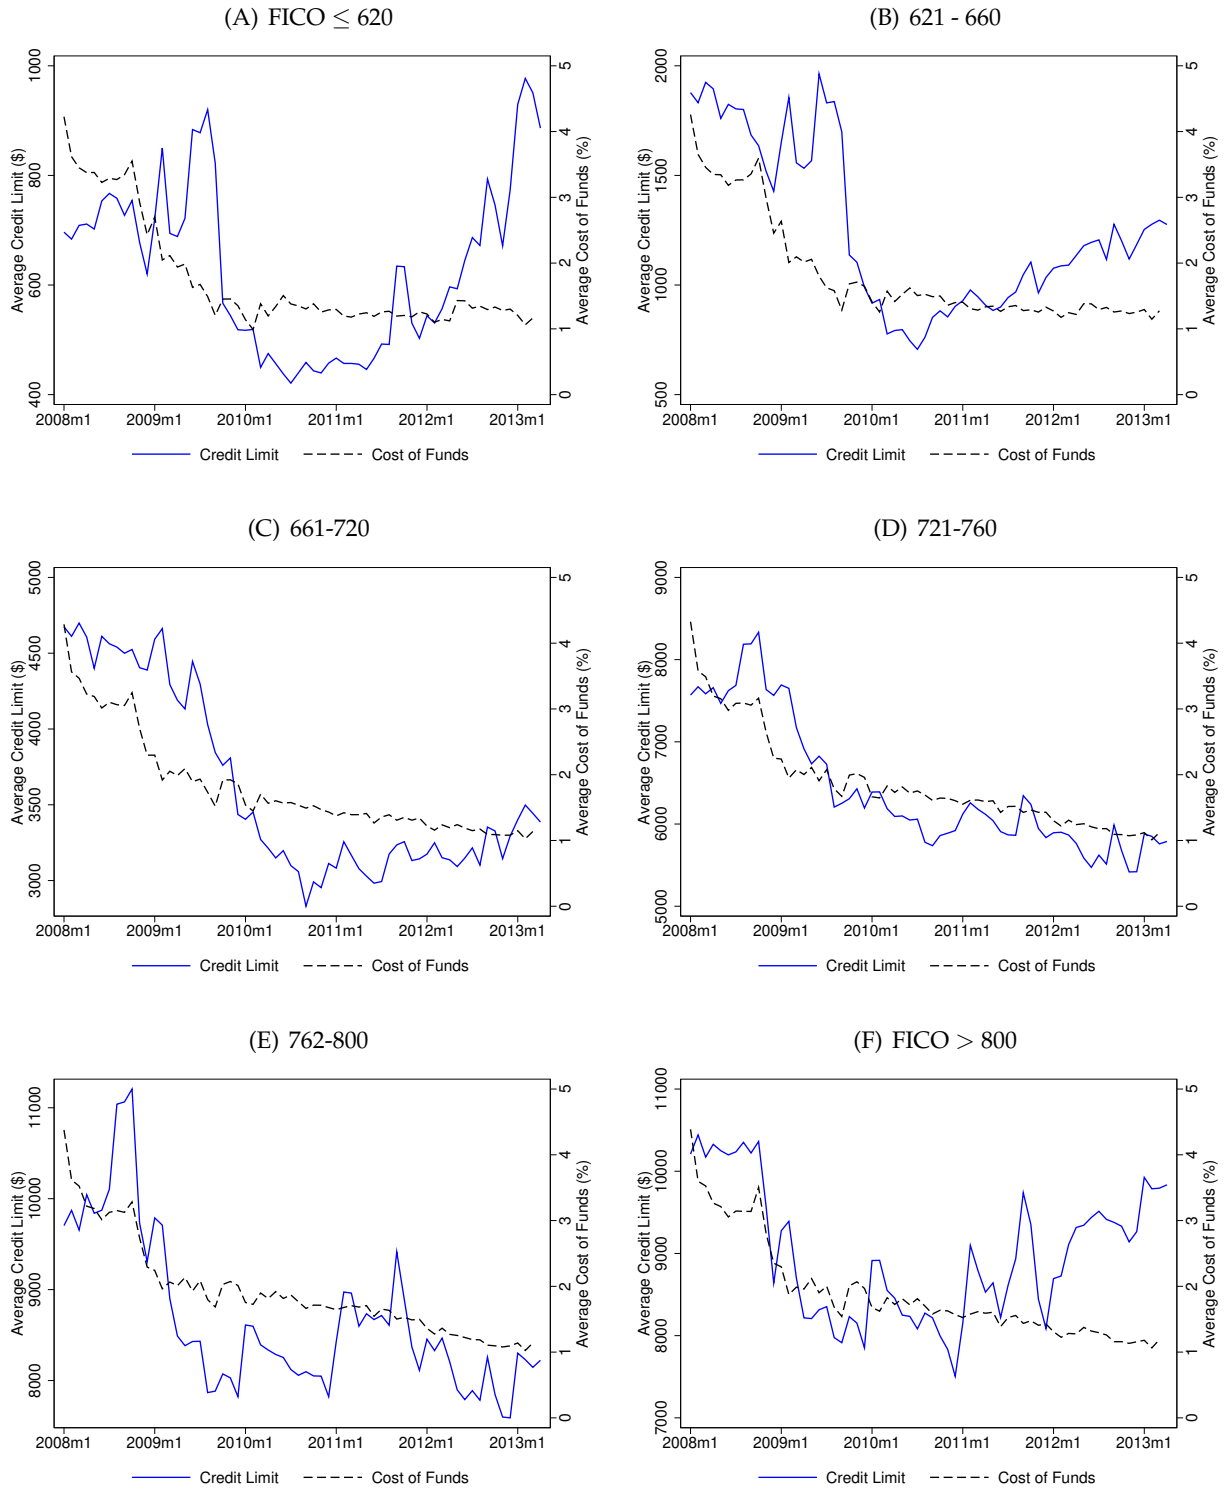 (A) FICO ≤ 620
Average Credit Limit ($)
1000
800
600
400
Average Cost of Funds (%)
5
4
3
2
1
0
2008m1 2009m1 2010m1 2011m1 2012m1 2013m1
Credit Limit Cost of Funds
(B) 621 - 660
Average Credit Limit ($)
2000
1500
1000
500
Average Cost of Funds (%)
5
4
3
2
1
0
2008m1 2009m1 2010m1 2011m1 2012m1 2013m1
Credit Limit Cost of Funds
(C) 661-720
Average Credit Limit ($)
5000
4500
4000
3500
3000
Average Cost of Funds (%)
5
4
3
2
1
0
2008m1 2009m1 2010m1 2011m1 2012m1 2013m1
Credit Limit Cost of Funds
(D) 721-760
Average Credit Limit ($)
9000
8000
7000
6000
5000
Average Cost of Funds (%)
5
4
3
2
1
0
2008m1 2009m1 2010m1 2011m1 2012m1 2013m1
Credit Limit Cost of Funds
(E) 762-800
Average Credit Limit ($)
11000
10000
9000
8000
Average Cost of Funds (%)
5
4
3
2
1
0
2008m1 2009m1 2010m1 2011m1 2012m1 2013m1
Credit Limit Cost of Funds
(F) FICO > 800
Average Credit Limit ($)
11000
10000
9000
8000
7000
Average Cost of Funds (%)
5
4
3
2
1
0
2008m1 2009m1 2010m1 2011m1 2012m1 2013m1
Credit Limit Cost of Funds